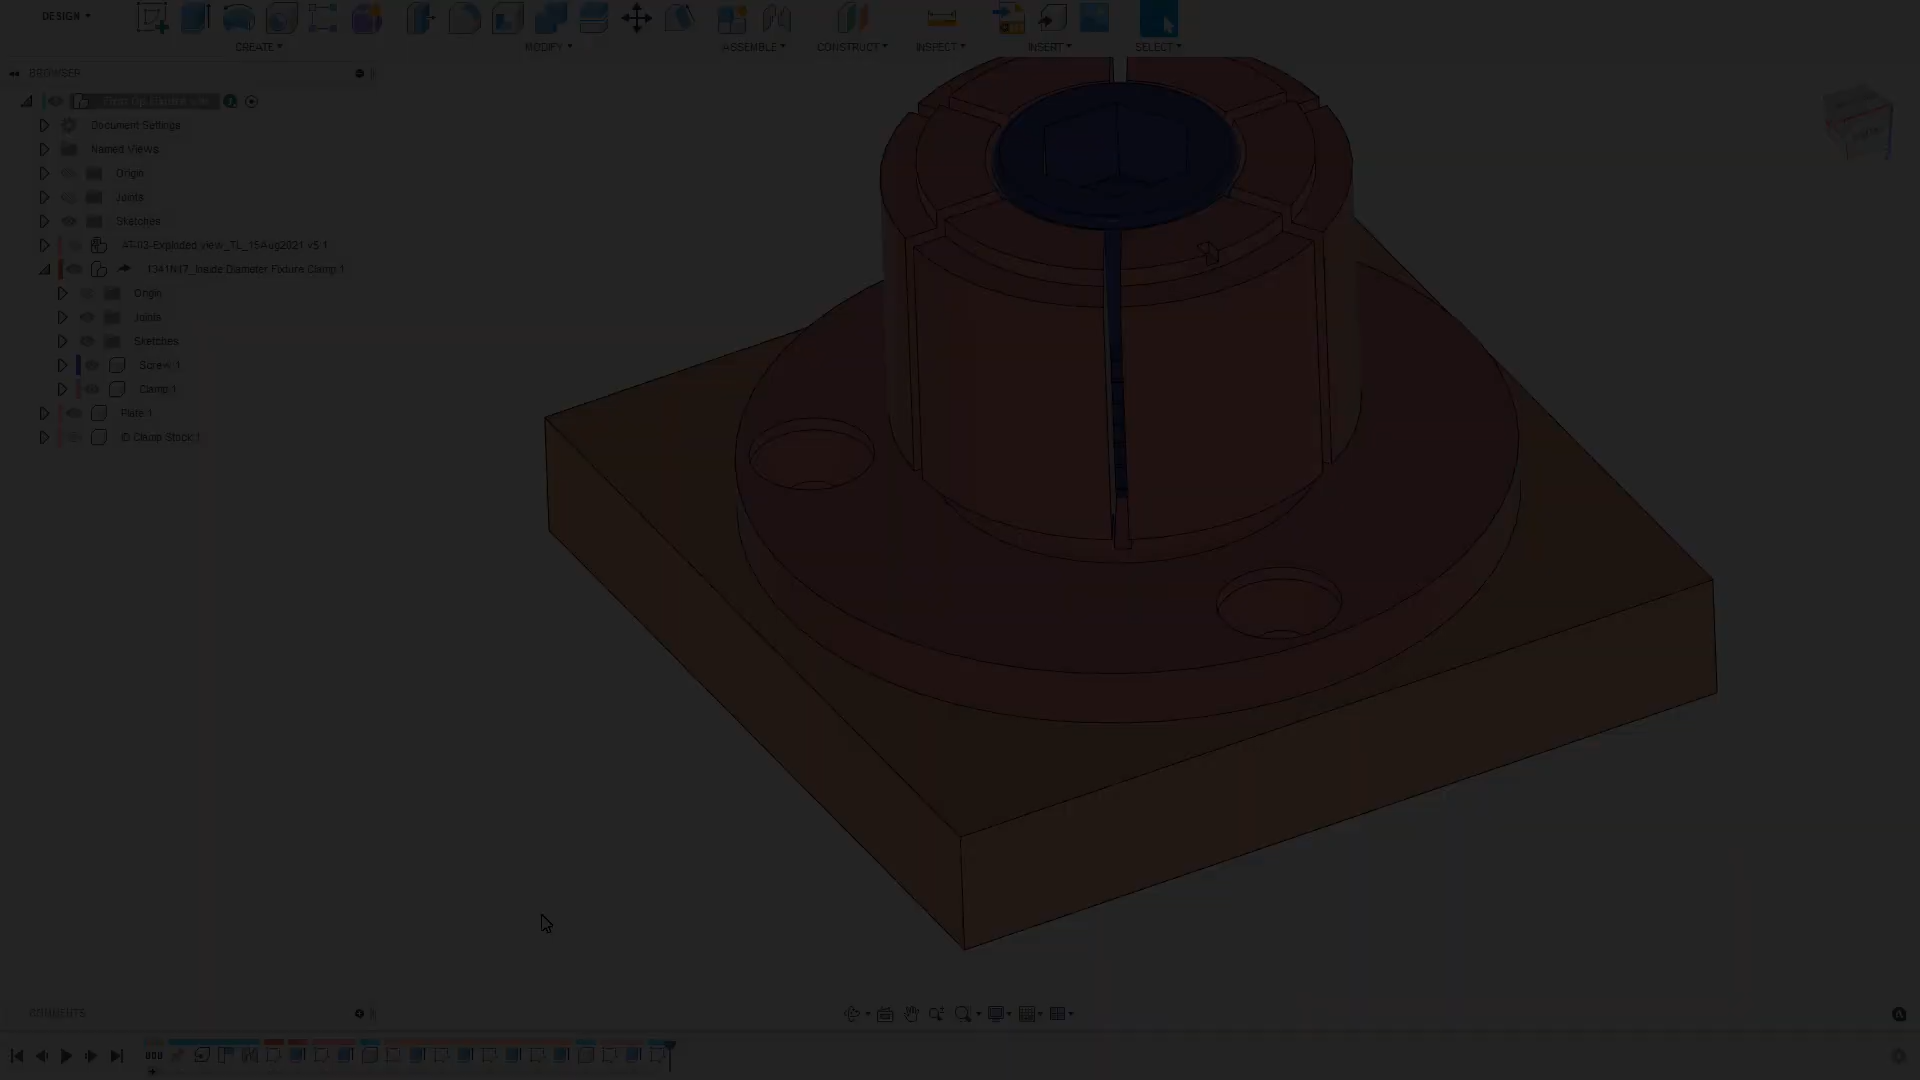 DESIGN
CREATE
MODIFY
ASSEMBLE
CONSTRUCT
INSPECT
INSERT
SELECT
BROWSER
Document Settings
Named Views
Origin
Joints
Sketches
AT-03-Exploded view_TL_15Aug2021 v5:1
1341N17_Inside Diameter Fixture Clamp:1
Origin
Joints
Sketches
Screw:1
Clamp:1
Plate:1
ID Clamp Stock:1
COMMENTS